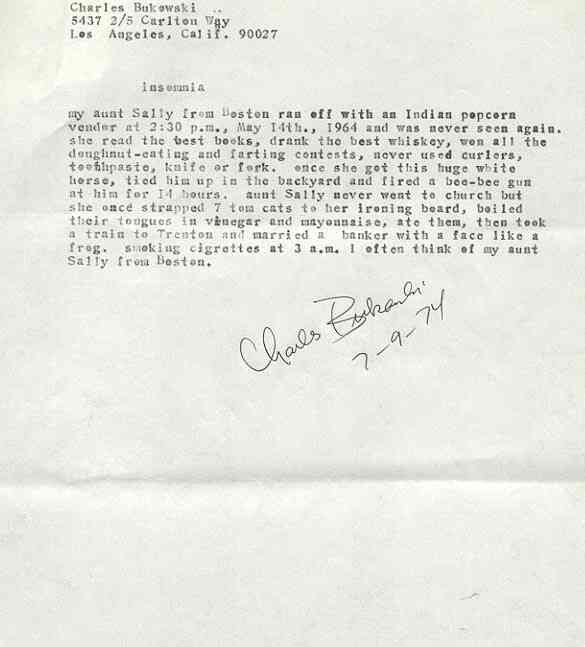 Charles Bukowski
5437 2/5 Carlton Way
Los Angeles, Calif. 90027
insomnia
my aunt Sally from Boston ran off with an Indian popcorn
vendor at 2:30 p.m., May 14th., 1964 and was never seen again.
she read the best books, drank the best whiskey, won all the
doughnut-eating and farting contests, never used curlers,
toothpaste, knife or fork. once she got this huge white
horse, tied him up in the backyard and fired a bee-bee gun
at him for 14 hours. aunt Sally never went to church but
she once strapped 7 tom cats to her ironing board, boiled
their tongues in vinegar and mayonnaise, ate them, then took
a train to Trenton and married a banker with a face like a
frog. smoking cigrettes at 3 a.m. I often think of my aunt
Sally from Boston.
Charles Bukowski
7-9-74